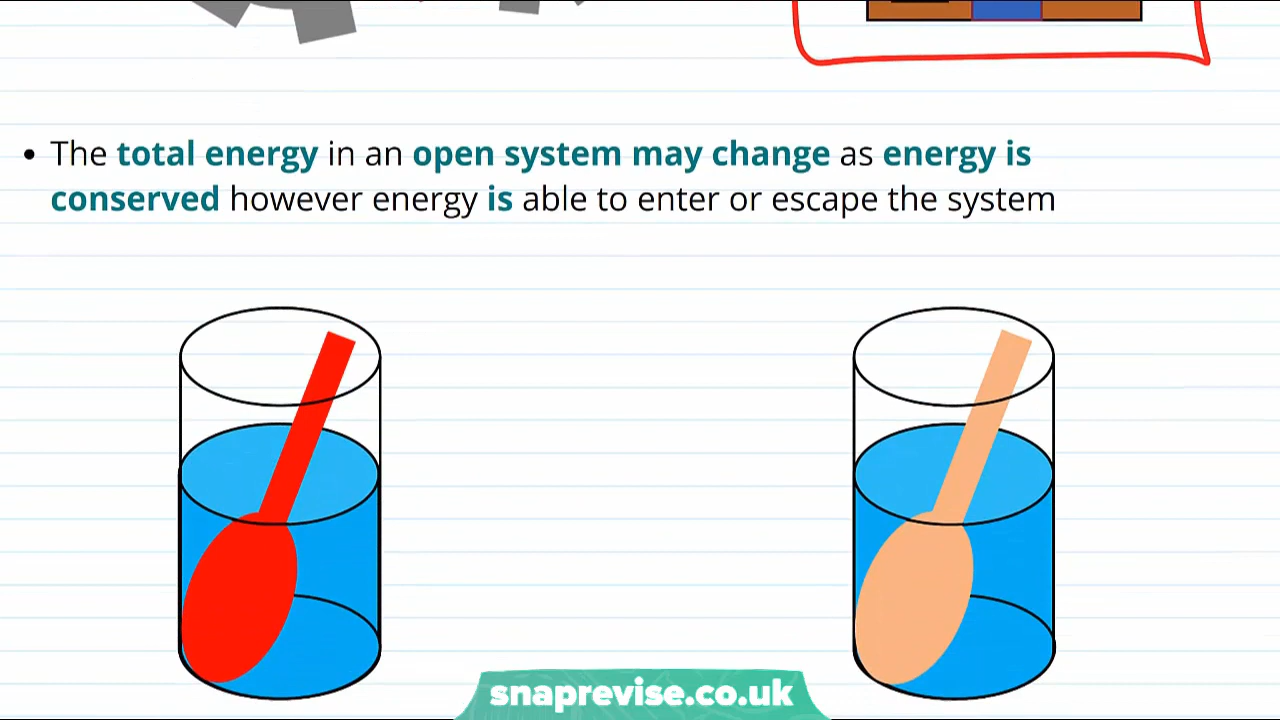 • The total energy in an open system may change as energy is
conserved however energy is able to enter or escape the system
snaprevise.co.uk